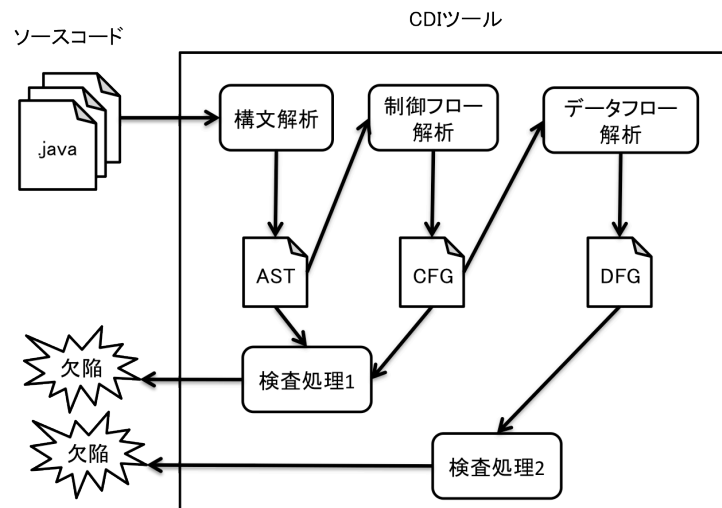 CDIツール
ソースコード
.java
構文解析
制御フロー
解析
データフロー
解析
AST
CFG
DFG
欠陥
検査処理1
欠陥
検査処理2